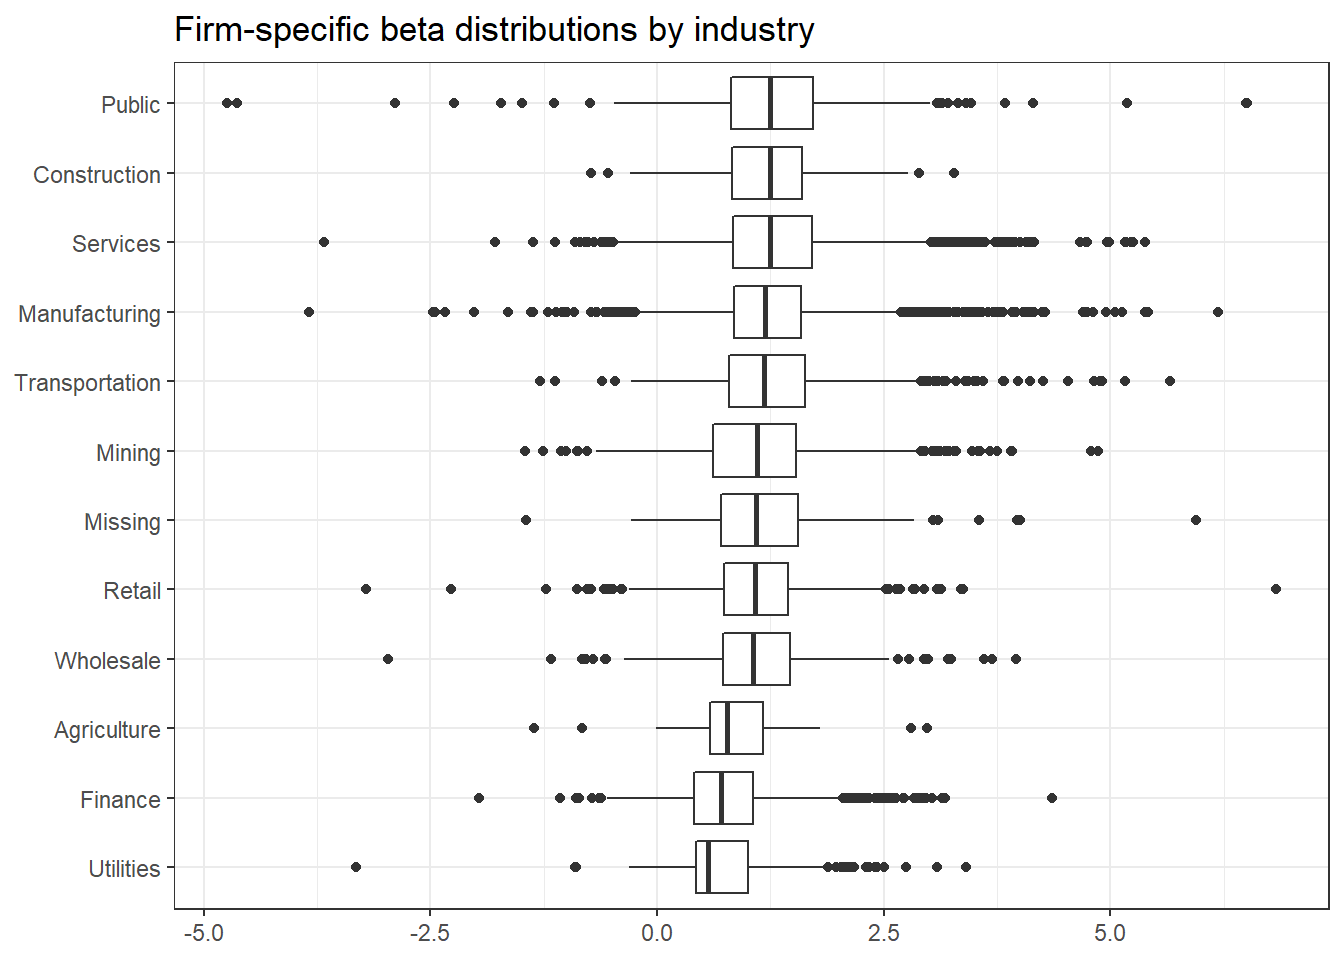 Firm-specific beta distributions by industry
Public
Construction
Services
Manufacturing
Transportation
Mining
Missing
Retail
Wholesale
Agriculture
Finance
Utilities
-5.0 -2.5 0.0 2.5 5.0